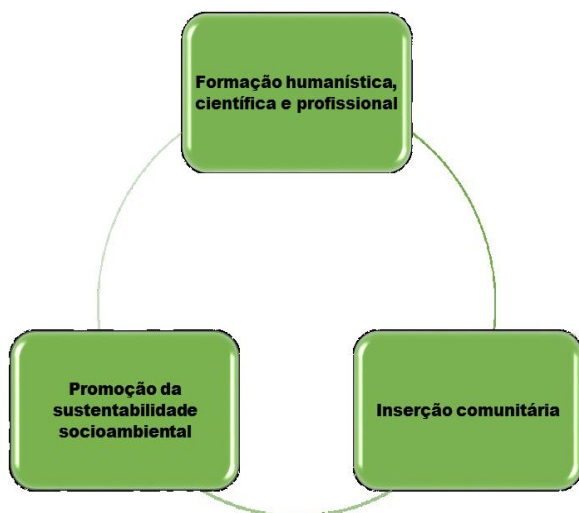 Formação humanística,
científica e profissional
Promoção da
sustentabilidade
socioambiental
Inserção comunitária